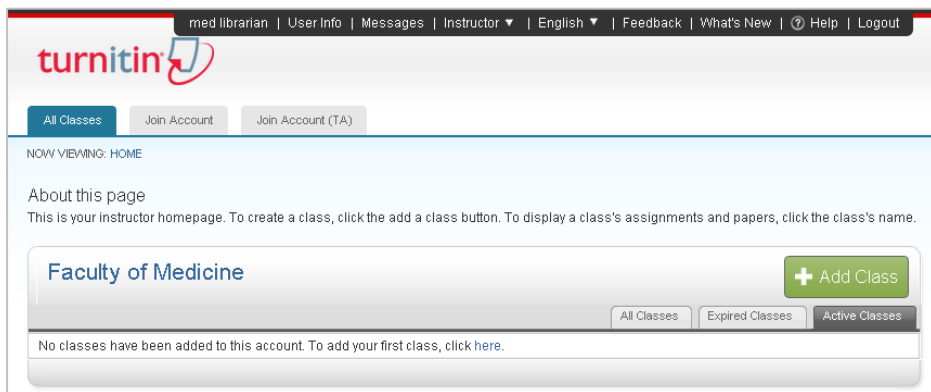 med librarian | User Info | Messages | Instructor ▼ | English ▼ | Feedback | What's New | ? Help | Logout
turnitin
All Classes Join Account Join Account (TA)
NOW VIEWING: HOME
About this page
This is your instructor homepage. To create a class, click the add a class button. To display a class's assignments and papers, click the class's name.
Faculty of Medicine
+ Add Class
All Classes Expired Classes Active Classes
No classes have been added to this account. To add your first class, click here.